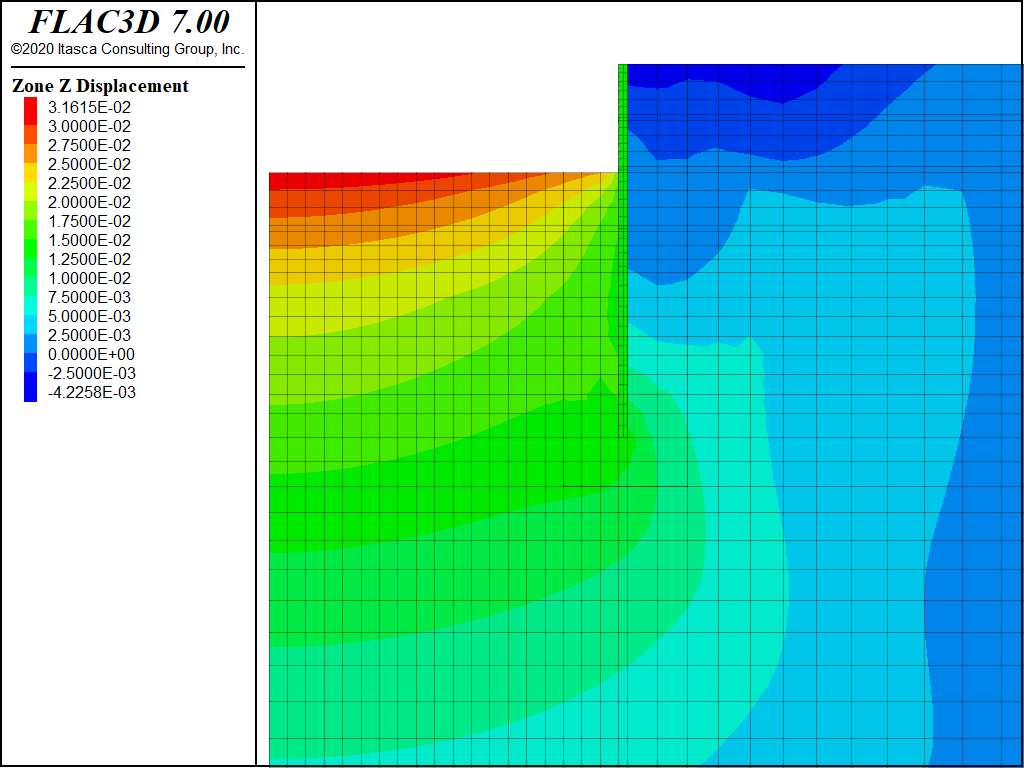 FLAC3D 7.00
©2020 Itasca Consulting Group, Inc.
Zone Z Displacement
3.1615E-02
3.0000E-02
2.7500E-02
2.5000E-02
2.2500E-02
2.0000E-02
1.7500E-02
1.5000E-02
1.2500E-02
1.0000E-02
7.5000E-03
5.0000E-03
2.5000E-03
0.0000E+00
-2.5000E-03
-4.2258E-03